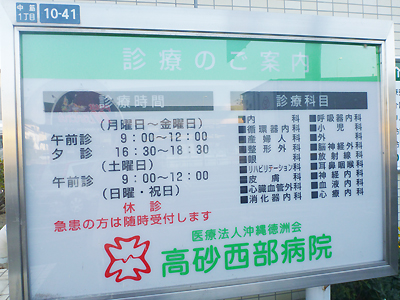 中島
1丁目
10-41
診療のご案内
診療時間
(月曜日～金曜日)
午前診 9:00～12:00
夕診 16:30～18:30
(土曜日)
午前診 9:00～12:00
(日曜・祝日)
休診
急患の方は随時受付します
診療科目
■内科 ■呼吸器内科
■循環器内科 ■小児科
■産婦人科 ■外科
■整形外科 ■脳神経外科
■眼科 ■放射線科
■リハビリテーション科 ■耳鼻咽喉科
■皮膚科 ■神経内科
■心臓血管外科 ■血液内科
■消化器内科 ■心療内科
医療法人沖縄徳洲会
高砂西部病院